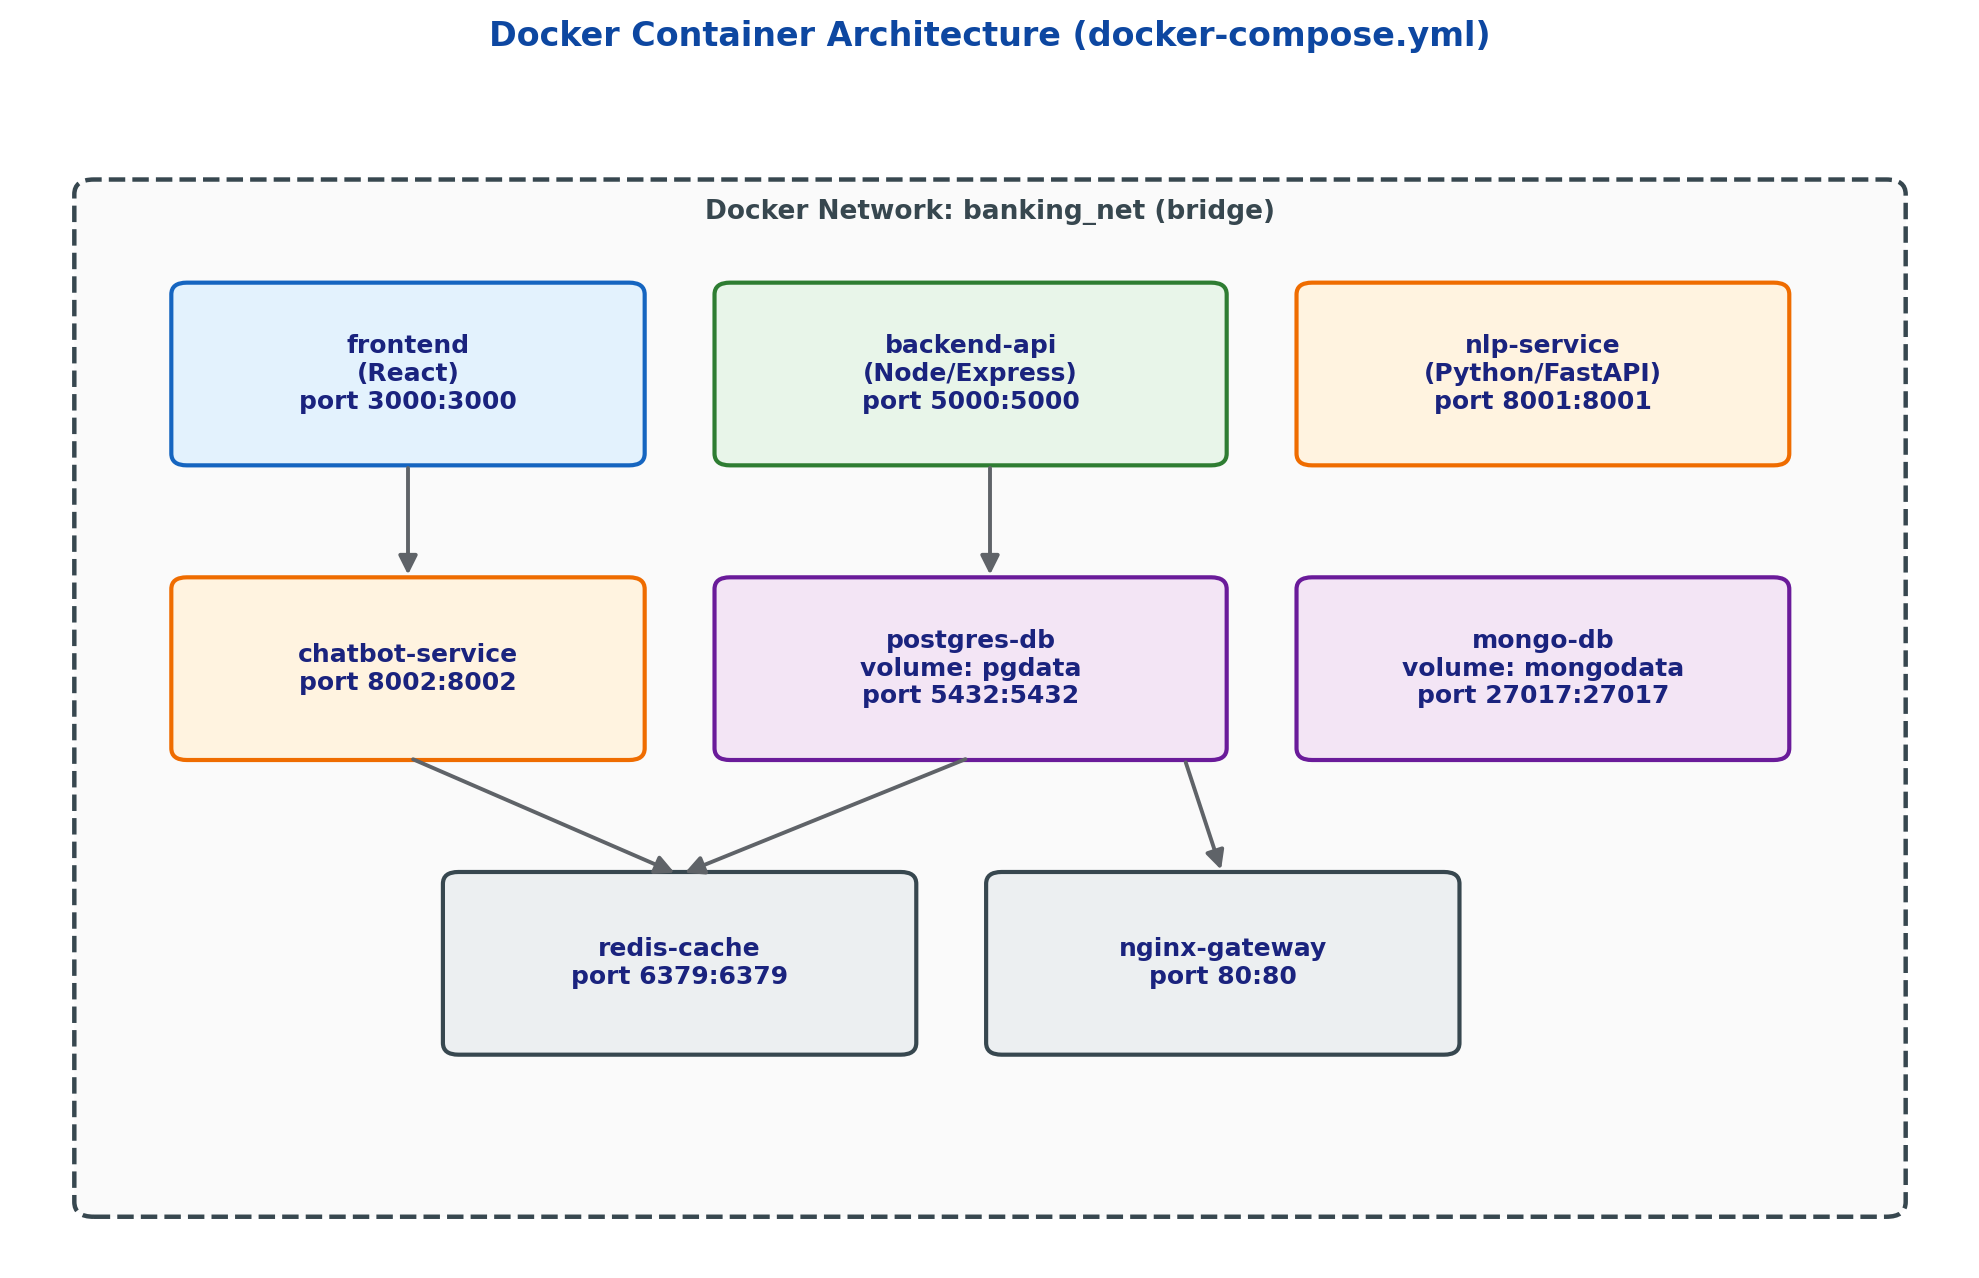 Docker Container Architecture (docker-compose.yml)
Docker Network: banking_net (bridge)
frontend
(React)
port 3000:3000
backend-api
(Node/Express)
port 5000:5000
nlp-service
(Python/FastAPI)
port 8001:8001
chatbot-service
port 8002:8002
postgres-db
volume: pgdata
port 5432:5432
mongo-db
volume: mongodata
port 27017:27017
redis-cache
port 6379:6379
nginx-gateway
port 80:80